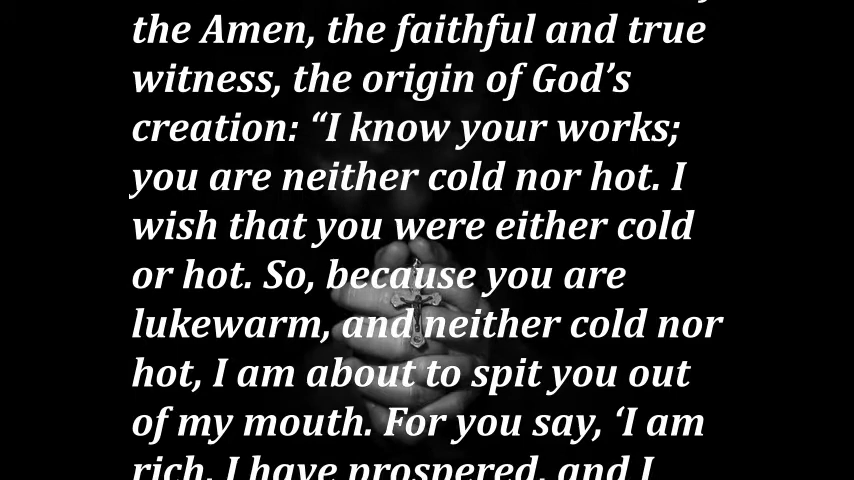 the Amen, the faithful and true
witness, the origin of God’s
creation: “I know your works;
you are neither cold nor hot. I
wish that you were either cold
or hot. So, because you are
lukewarm, and neither cold nor
hot, I am about to spit you out
of my mouth. For you say, ‘I am
rich, I have prospered, and I